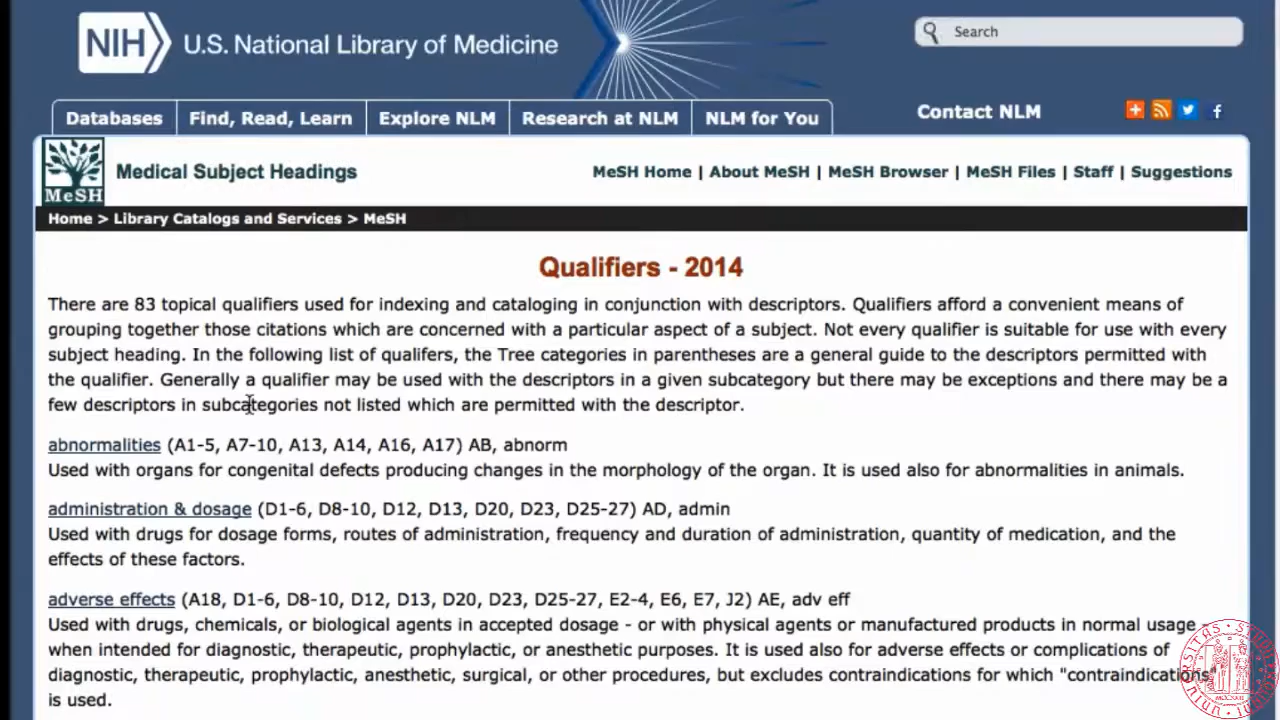 NIH U.S. National Library of Medicine
Search
Databases Find, Read, Learn Explore NLM Research at NLM NLM for You Contact NLM
MeSH Medical Subject Headings MeSH Home | About MeSH | MeSH Browser | MeSH Files | Staff | Suggestions
Home > Library Catalogs and Services > MeSH
Qualifiers - 2014
There are 83 topical qualifiers used for indexing and cataloging in conjunction with descriptors. Qualifiers afford a convenient means of
grouping together those citations which are concerned with a particular aspect of a subject. Not every qualifier is suitable for use with every
subject heading. In the following list of qualifers, the Tree categories in parentheses are a general guide to the descriptors permitted with
the qualifier. Generally a qualifier may be used with the descriptors in a given subcategory but there may be exceptions and there may be a
few descriptors in subcategories not listed which are permitted with the descriptor.
abnormalities (A1-5, A7-10, A13, A14, A16, A17) AB, abnorm
Used with organs for congenital defects producing changes in the morphology of the organ. It is used also for abnormalities in animals.
administration & dosage (D1-6, D8-10, D12, D13, D20, D23, D25-27) AD, admin
Used with drugs for dosage forms, routes of administration, frequency and duration of administration, quantity of medication, and the
effects of these factors.
adverse effects (A18, D1-6, D8-10, D12, D13, D20, D23, D25-27, E2-4, E6, E7, J2) AE, adv eff
Used with drugs, chemicals, or biological agents in accepted dosage - or with physical agents or manufactured products in normal usage -
when intended for diagnostic, therapeutic, prophylactic, or anesthetic purposes. It is used also for adverse effects or complications of
diagnostic, therapeutic, prophylactic, anesthetic, surgical, or other procedures, but excludes contraindications for which "contraindications"
is used.